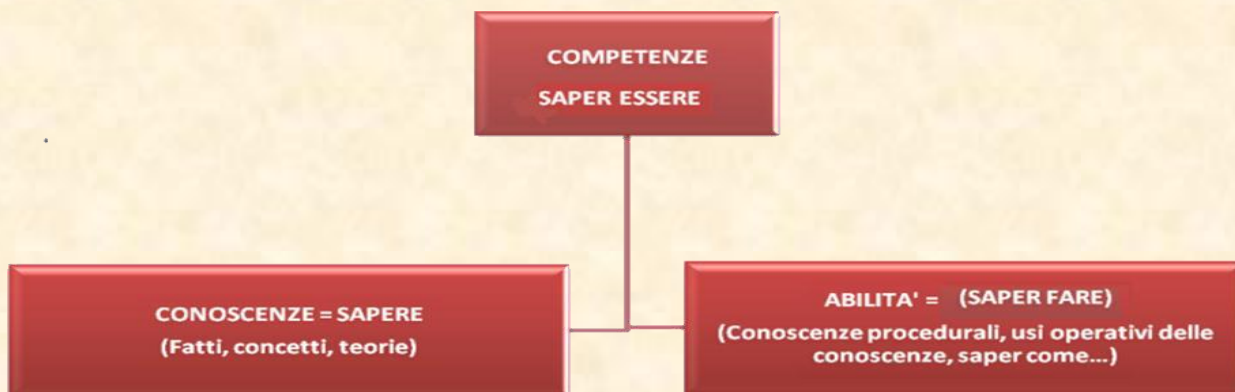 COMPETENZE
SAPER ESSERE
CONOSCENZE = SAPERE
(Fatti, concetti, teorie)
ABILITA' = (SAPER FARE)
(Conoscenze procedurali, usi operativi delle
conoscenze, saper come...)